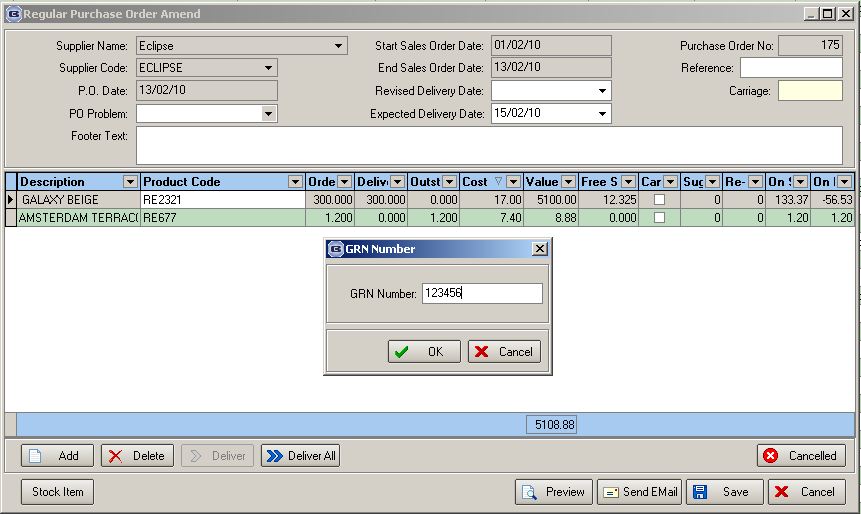 Regular Purchase Order Amend
Supplier Name: Eclipse Start Sales Order Date: 01/02/10 Purchase Order No: 175
Supplier Code: ECLIPSE End Sales Order Date: 13/02/10 Reference:
P.O. Date: 13/02/10 Revised Delivery Date: Carriage:
PO Problem: Expected Delivery Date: 15/02/10
Footer Text:
Description Product Code Orde Delive Outst Cost Value Free S Car Sug Re- On S On
GALAXY BEIGE RE2321 300.000 300.000 0.000 17.00 5100.00 12.325 0 0 133.37 -56.53
AMSTERDAM TERRACO RE677 1.200 0.000 1.200 7.40 8.88 0.000 0 0 1.20 1.20
GRN Number
GRN Number: 123456
OK Cancel
5108.88
Add Delete Deliver Deliver All Cancelled
Stock Item Preview Send EMail Save Cancel